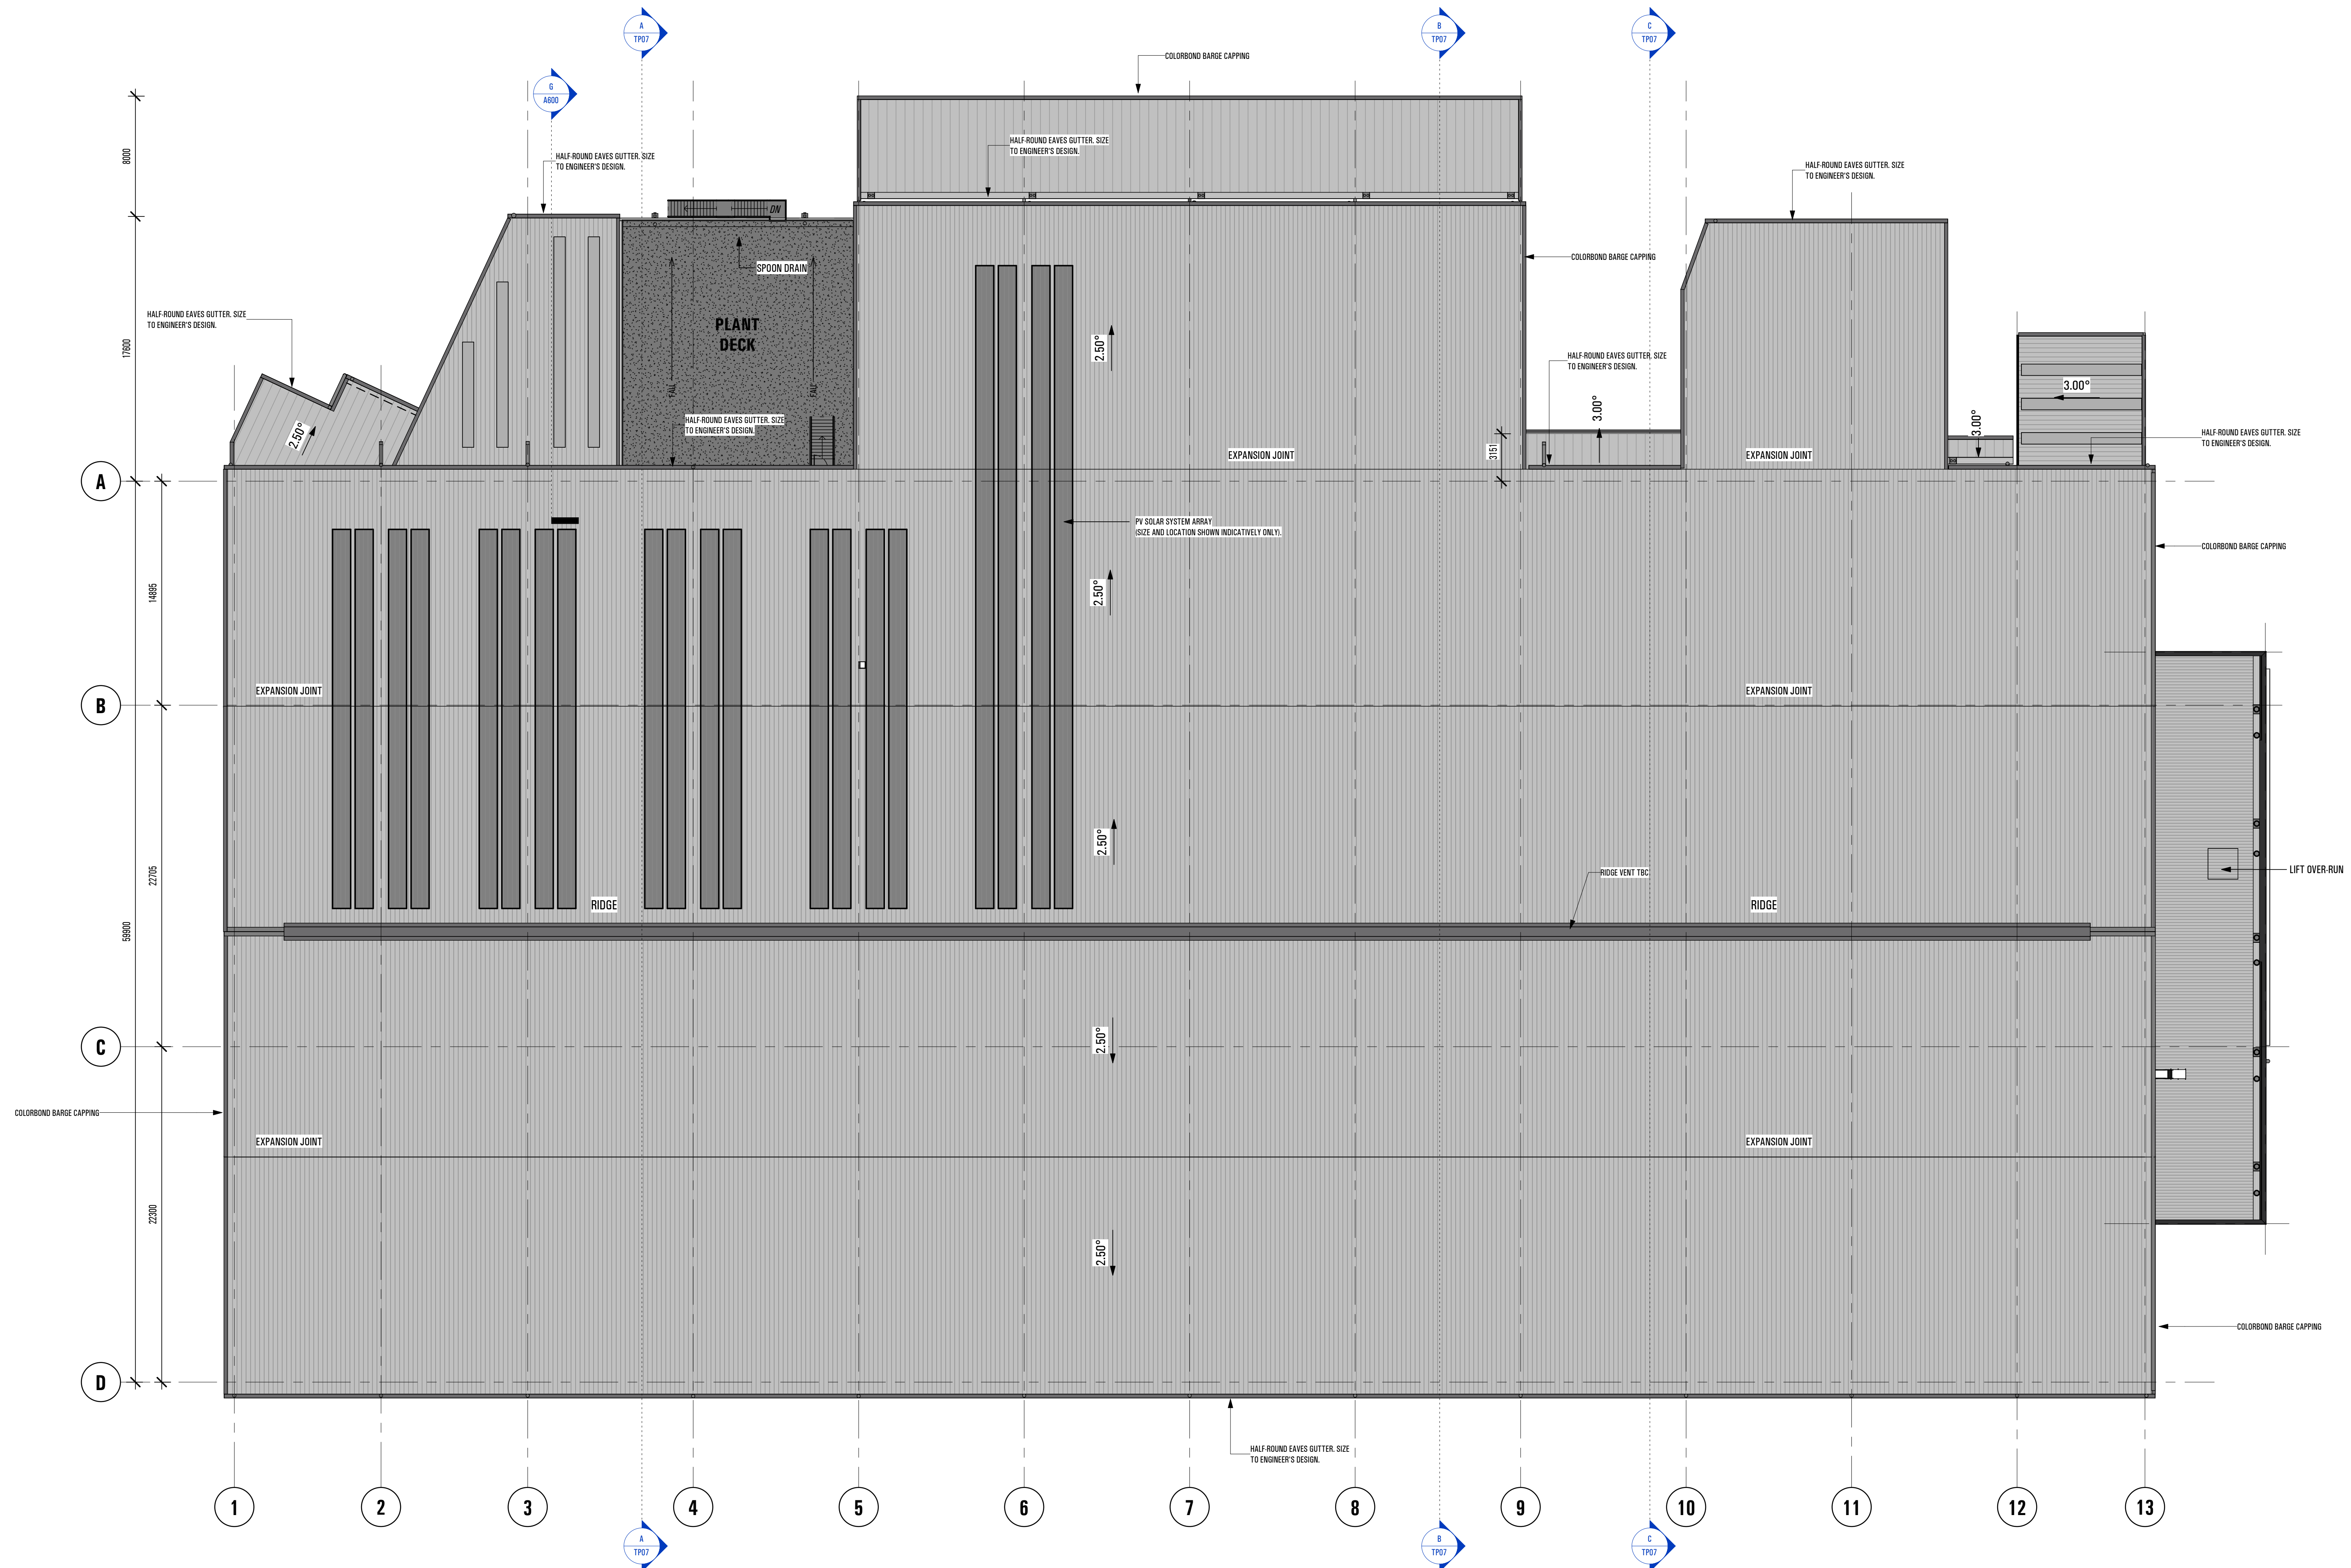 A
TP07
B
TP07
C
TP07
COLORBOND BARGE CAPPING
G
A600
8000
HALF-ROUND EAVES GUTTER. SIZE
TO ENGINEER'S DESIGN.
HALF-ROUND EAVES GUTTER. SIZE
TO ENGINEER'S DESIGN.
HALF-ROUND EAVES GUTTER. SIZE
TO ENGINEER'S DESIGN.
DN
SPOON DRAIN
COLORBOND BARGE CAPPING
HALF-ROUND EAVES GUTTER. SIZE
TO ENGINEER'S DESIGN.
PLANT
DECK
17600
2.50°
HALF-ROUND EAVES GUTTER. SIZE
TO ENGINEER'S DESIGN.
FALL
FALL
3.00°
3.00°
3.00°
HALF-ROUND EAVES GUTTER. SIZE
TO ENGINEER'S DESIGN.
2.50°
HALF-ROUND EAVES GUTTER. SIZE
TO ENGINEER'S DESIGN.
EXPANSION JOINT
3151
EXPANSION JOINT
A
PV SOLAR SYSTEM ARRAY
(SIZE AND LOCATION SHOWN INDICATIVELY ONLY).
COLORBOND BARGE CAPPING
14895
2.50°
EXPANSION JOINT
EXPANSION JOINT
B
2.50°
22705
RIDGE VENT TBC
LIFT OVER-RUN
RIDGE
RIDGE
59900
C
2.50°
COLORBOND BARGE CAPPING
EXPANSION JOINT
EXPANSION JOINT
22300
2.50°
COLORBOND BARGE CAPPING
D
HALF-ROUND EAVES GUTTER. SIZE
TO ENGINEER'S DESIGN.
1
2
3
4
5
6
7
8
9
10
11
12
13
A
TP07
B
TP07
C
TP07